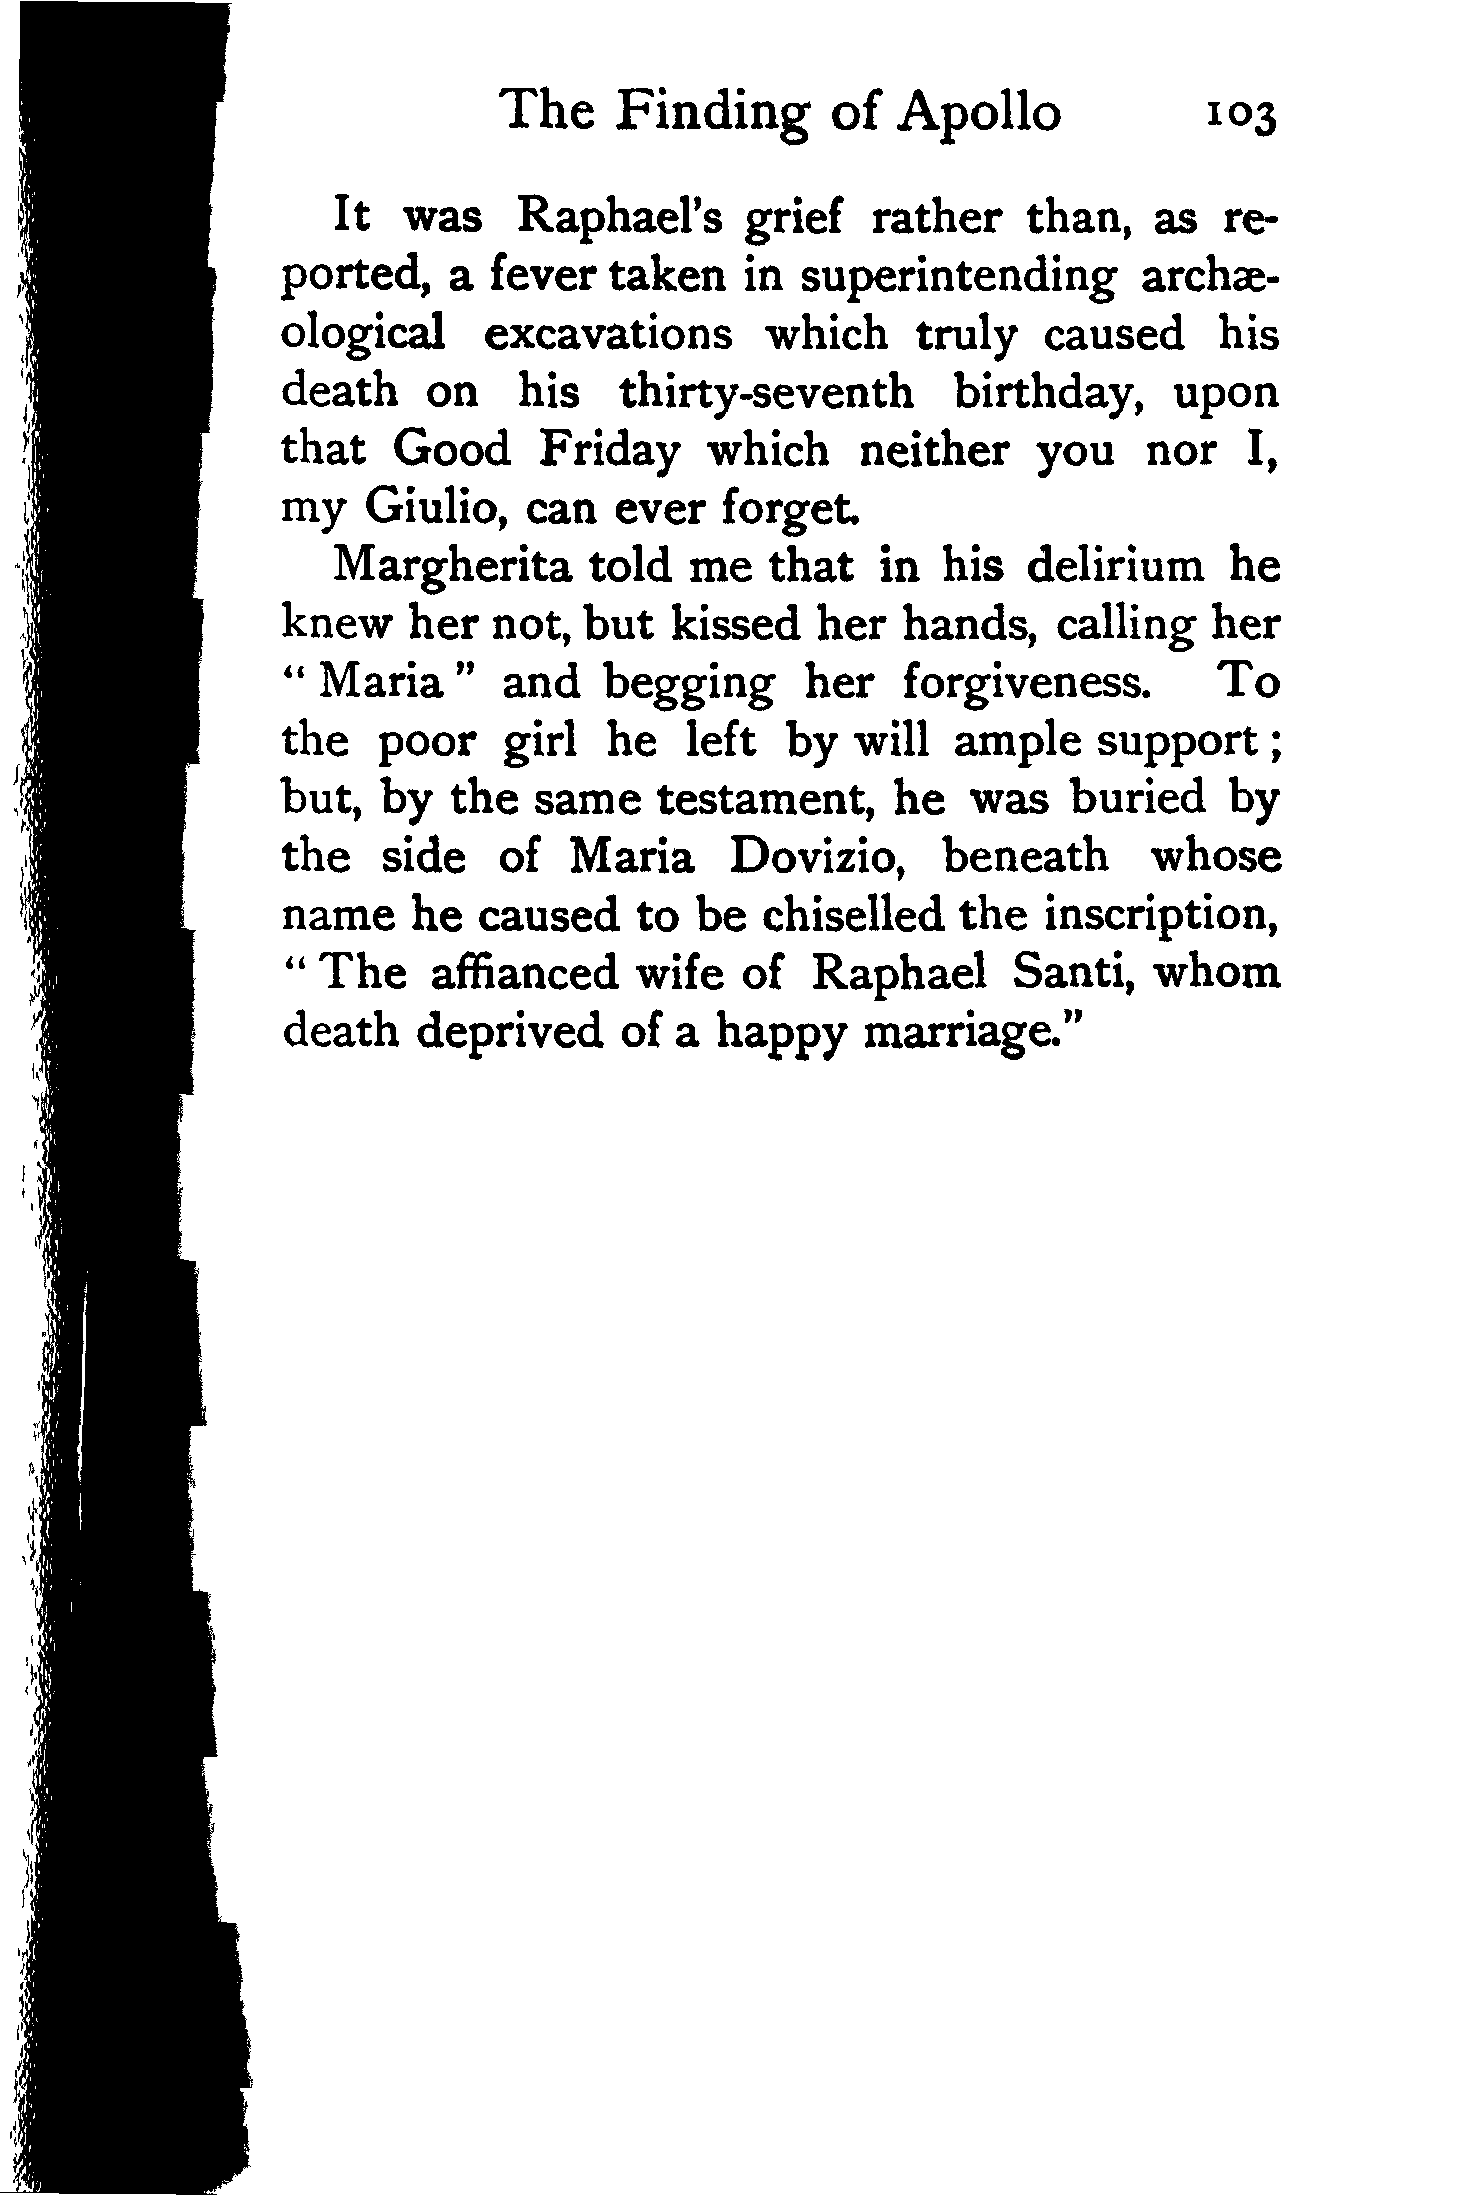 The Finding of Apollo 103
It was Raphael's grief rather than, as re-
ported, a fever taken in superintending archæ-
ological excavations which truly caused his
death on his thirty-seventh birthday, upon
that Good Friday which neither you nor I,
my Giulio, can ever forget.
Margherita told me that in his delirium he
knew her not, but kissed her hands, calling her
“ Maria ” and begging her forgiveness. To
the poor girl he left by will ample support ;
but, by the same testament, he was buried by
the side of Maria Dovizio, beneath whose
name he caused to be chiselled the inscription,
“ The affianced wife of Raphael Santi, whom
death deprived of a happy marriage.”